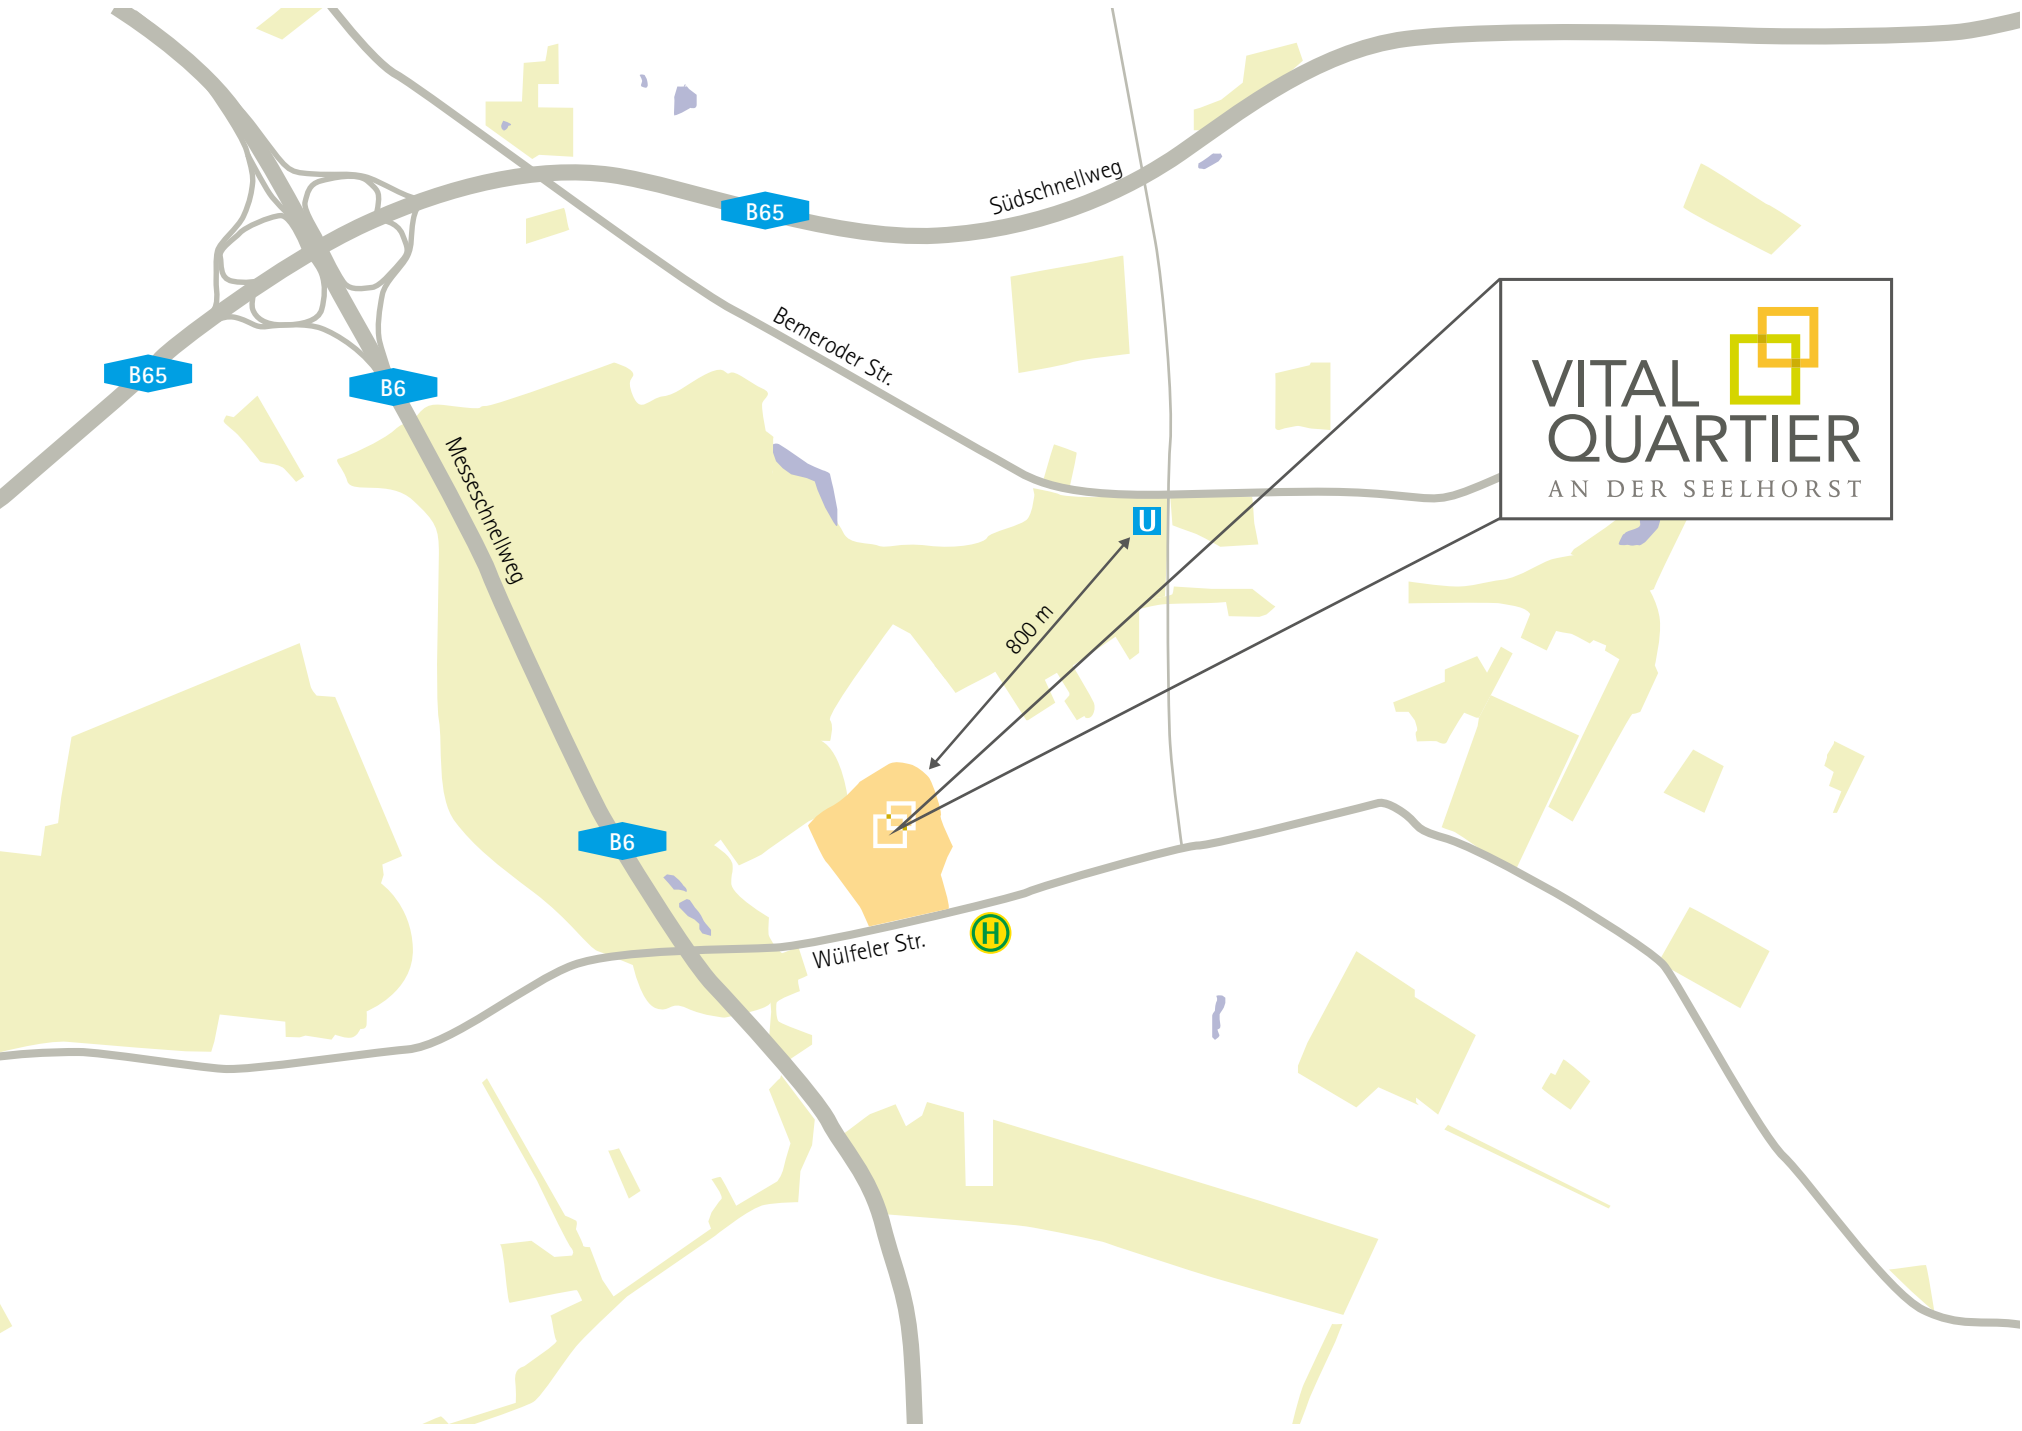 Südschnellweg
B65
Bemeroder Str.
B65
B6
VITAL
QUARTIER
AN DER SEELHORST
Messeschnellweg
U
800 m
B6
H
Wülfeler Str.